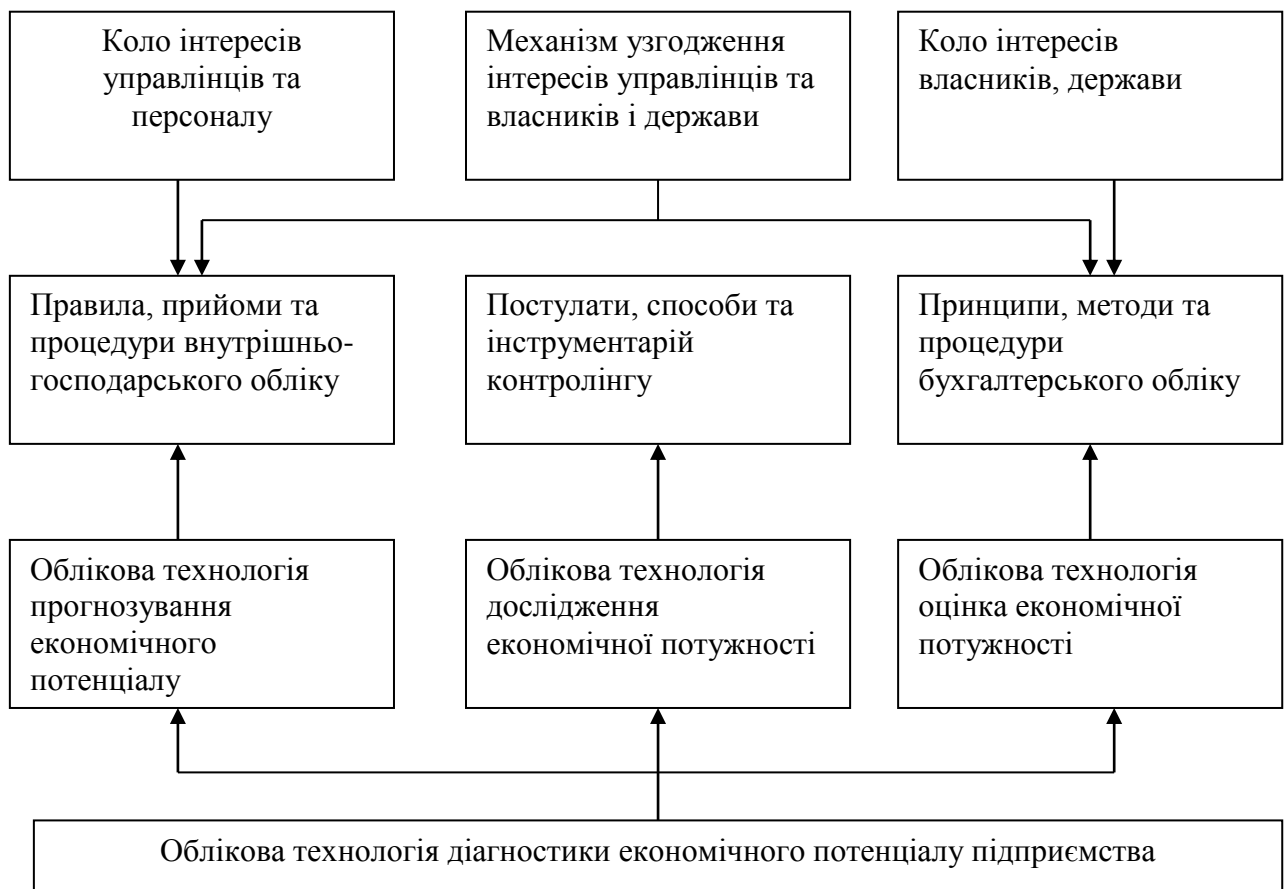 Коло інтересів
управлінців та
персоналу
Механізм узгодження
інтересів управлінців та
власників і держави
Коло інтересів
власників, держави
Правила, прийоми та
процедури внутрішньо-
господарського обліку
Постулати, способи та
інструментарій
контролінгу
Принципи, методи та
процедури
бухгалтерського обліку
Облікова технологія
прогнозування
економічного
потенціалу
Облікова технологія
дослідження
економічної потужності
Облікова технологія
оцінка економічної
потужності
Облікова технологія діагностики економічного потенціалу підприємства